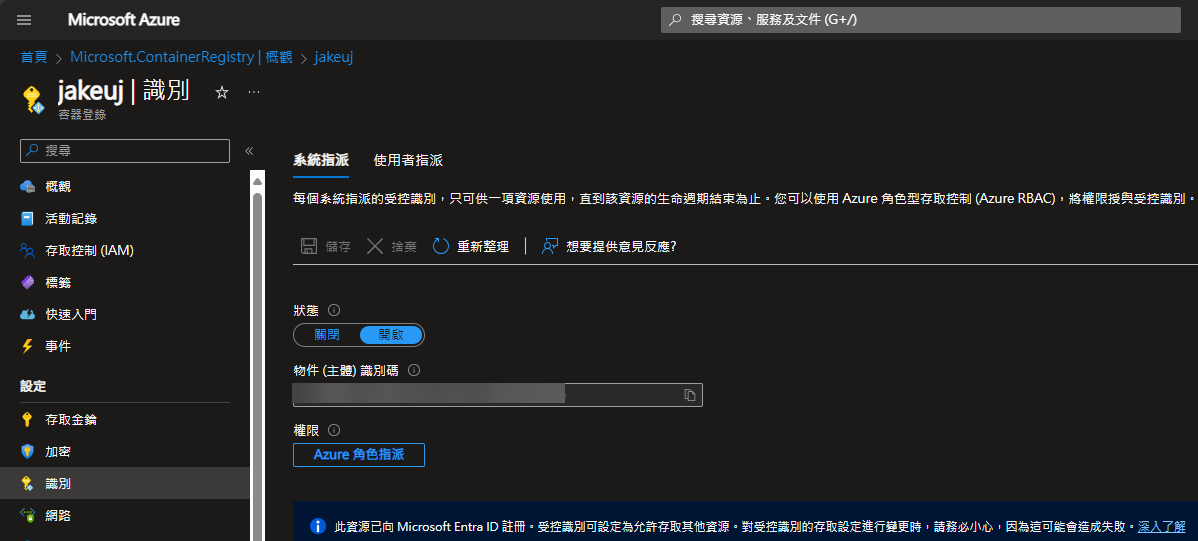 Microsoft Azure
搜尋資源、服務及文件 (G+/)
首頁 > Microsoft.ContainerRegistry | 概觀 > jakeuj
jakeuj | 識別
容器登錄
搜尋
概觀
活動記錄
存取控制 (IAM)
標籤
快速入門
事件
設定
存取金鑰
加密
識別
網路
系統指派 使用者指派
每個系統指派的受控識別，只可供一項資源使用，直到該資源的生命週期結束為止。您可以使用 Azure 角色型存取控制 (Azure RBAC)，將權限授與受控識別。
儲存 捨棄 重新整理 想要提供意見反應?
狀態
關閉 開啟
物件 (主體) 識別碼
權限
Azure 角色指派
此資源已向 Microsoft Entra ID 註冊。受控識別可設定為允許存取其他資源。對受控識別的存取設定進行變更時，請務必小心，因為這可能會造成失敗。深入了解